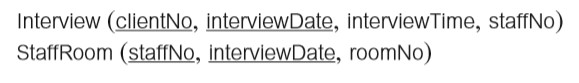 Interview (clientNo, interviewDate, interviewTime, staffNo)
StaffRoom (staffNo, interviewDate, roomNo)